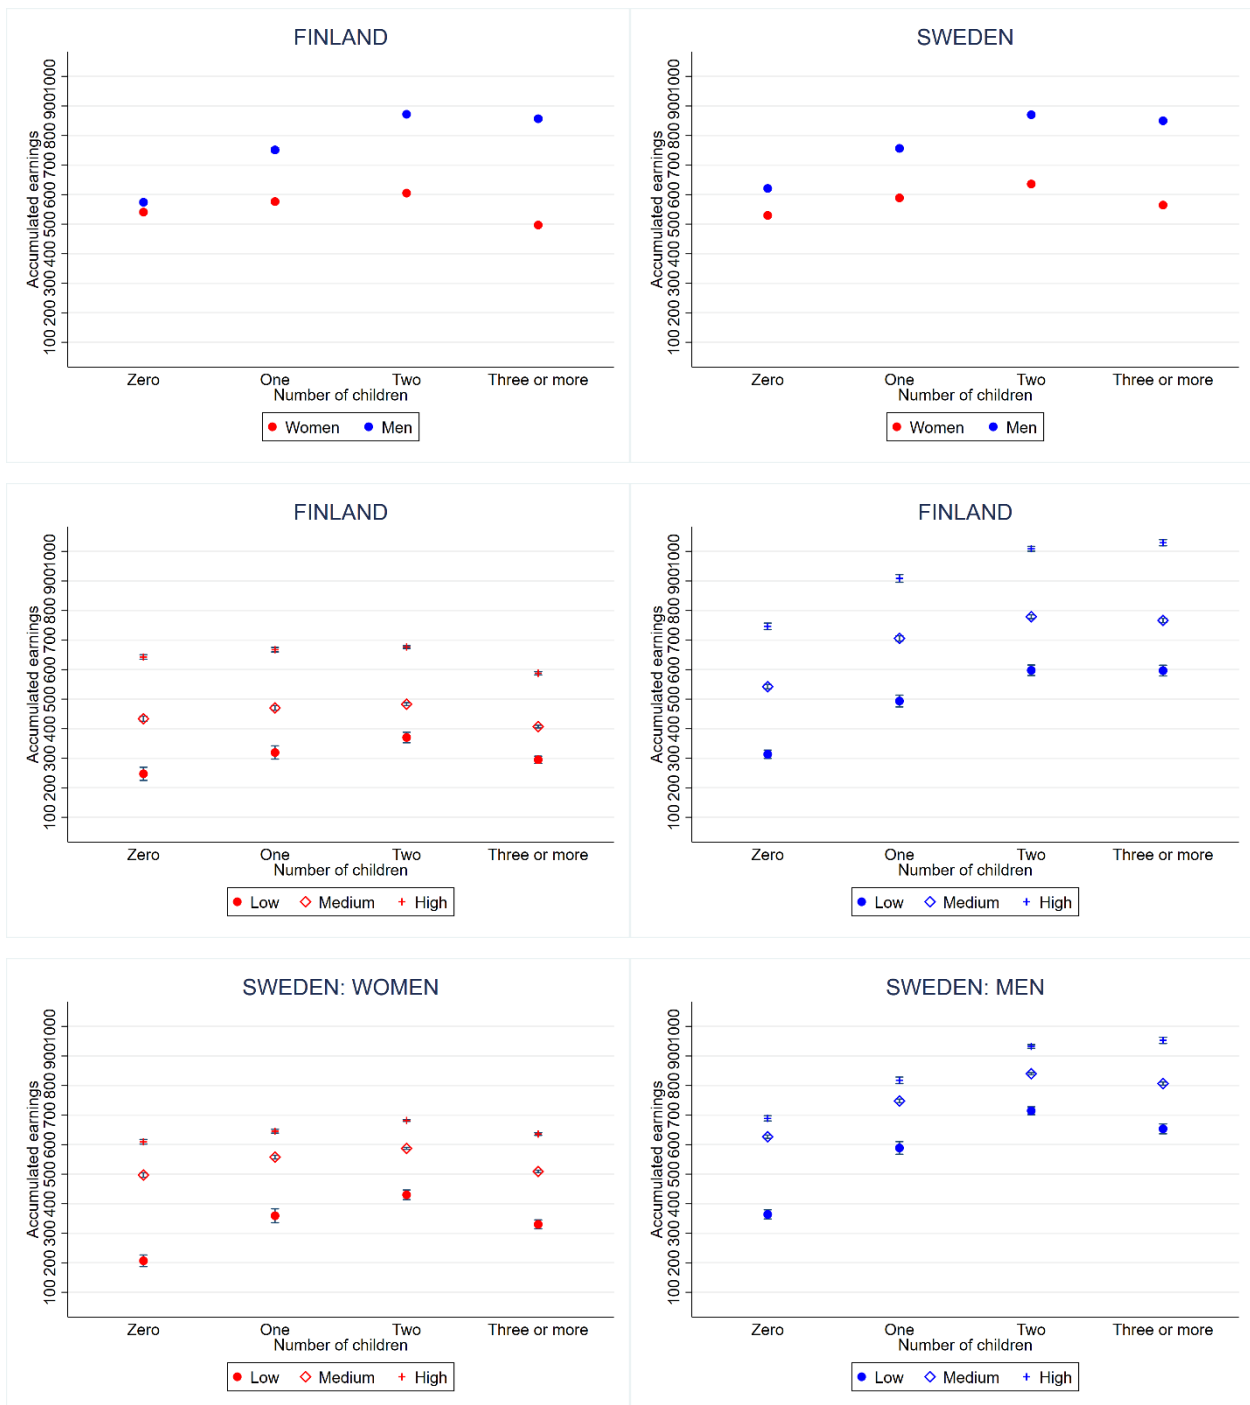 FINLAND
Accumulated earnings
100 200 300 400 500 600 700 800 900 1000
Zero One Two Three or more
Number of children
Women Men
SWEDEN
Accumulated earnings
100 200 300 400 500 600 700 800 900 1000
Zero One Two Three or more
Number of children
Women Men
FINLAND
Accumulated earnings
100 200 300 400 500 600 700 800 900 1000
Zero One Two Three or more
Number of children
Low Medium High
FINLAND
Accumulated earnings
100 200 300 400 500 600 700 800 900 1000
Zero One Two Three or more
Number of children
Low Medium High
SWEDEN: WOMEN
Accumulated earnings
100 200 300 400 500 600 700 800 900 1000
Zero One Two Three or more
Number of children
Low Medium High
SWEDEN: MEN
Accumulated earnings
100 200 300 400 500 600 700 800 900 1000
Zero One Two Three or more
Number of children
Low Medium High